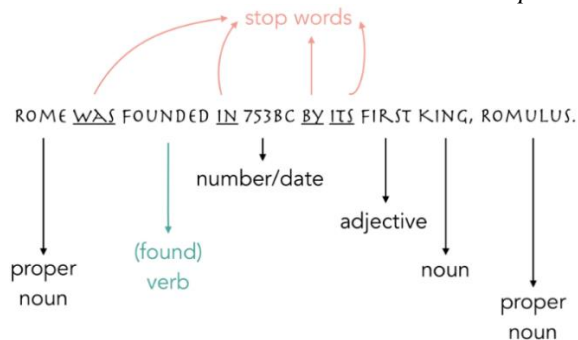 stop words
ROME WAS FOUNDED IN 753BC BY ITS FIRST KING, ROMULUS.
number/date
adjective
(found)
verb
proper
noun
noun
proper
noun